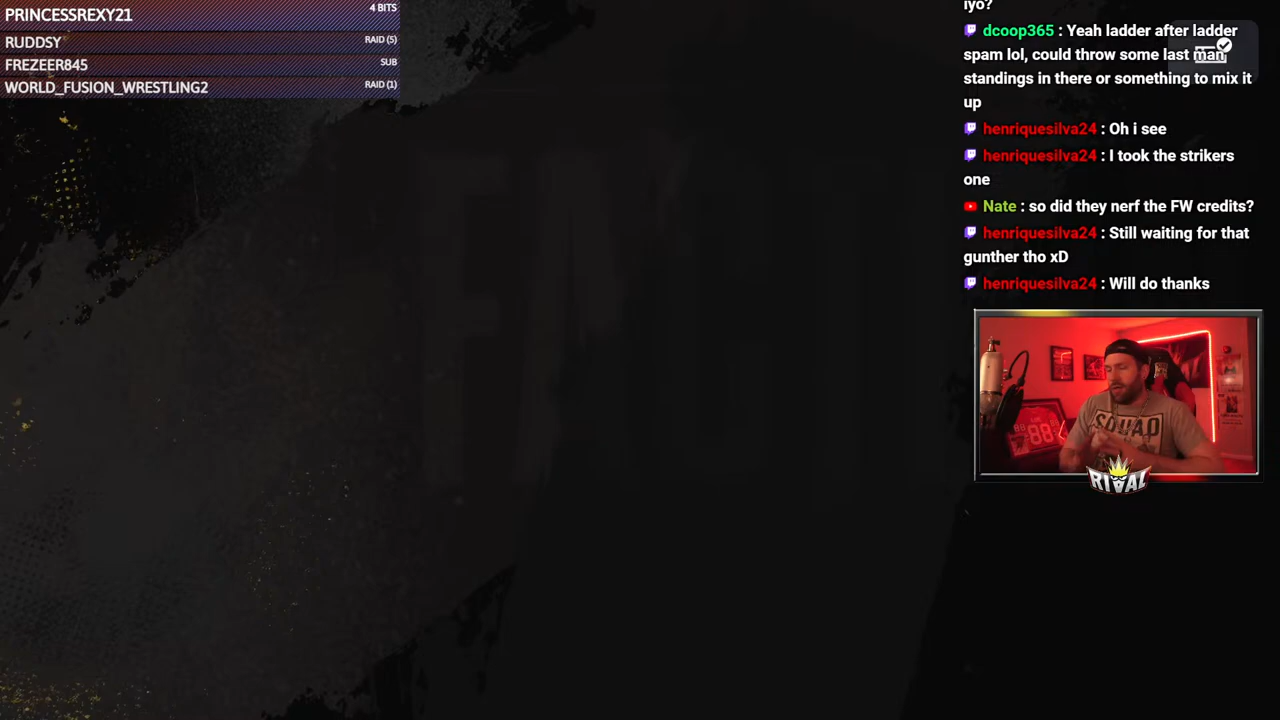 PRINCESSREXY21
4 BITS
RUDDSY
RAID (5)
FREZEER845
SUB
WORLD_FUSION_WRESTLING2
RAID (1)
iyo?
dcoop365 : Yeah ladder after ladder
spam lol, could throw some last man
standings in there or something to mix it
up
henriquesilva24 : Oh i see
henriquesilva24 : I took the strikers
one
Nate : so did they nerf the FW credits?
henriquesilva24 : Still waiting for that
gunther tho xD
henriquesilva24 : Will do thanks
88
SQUAD
RIVAL